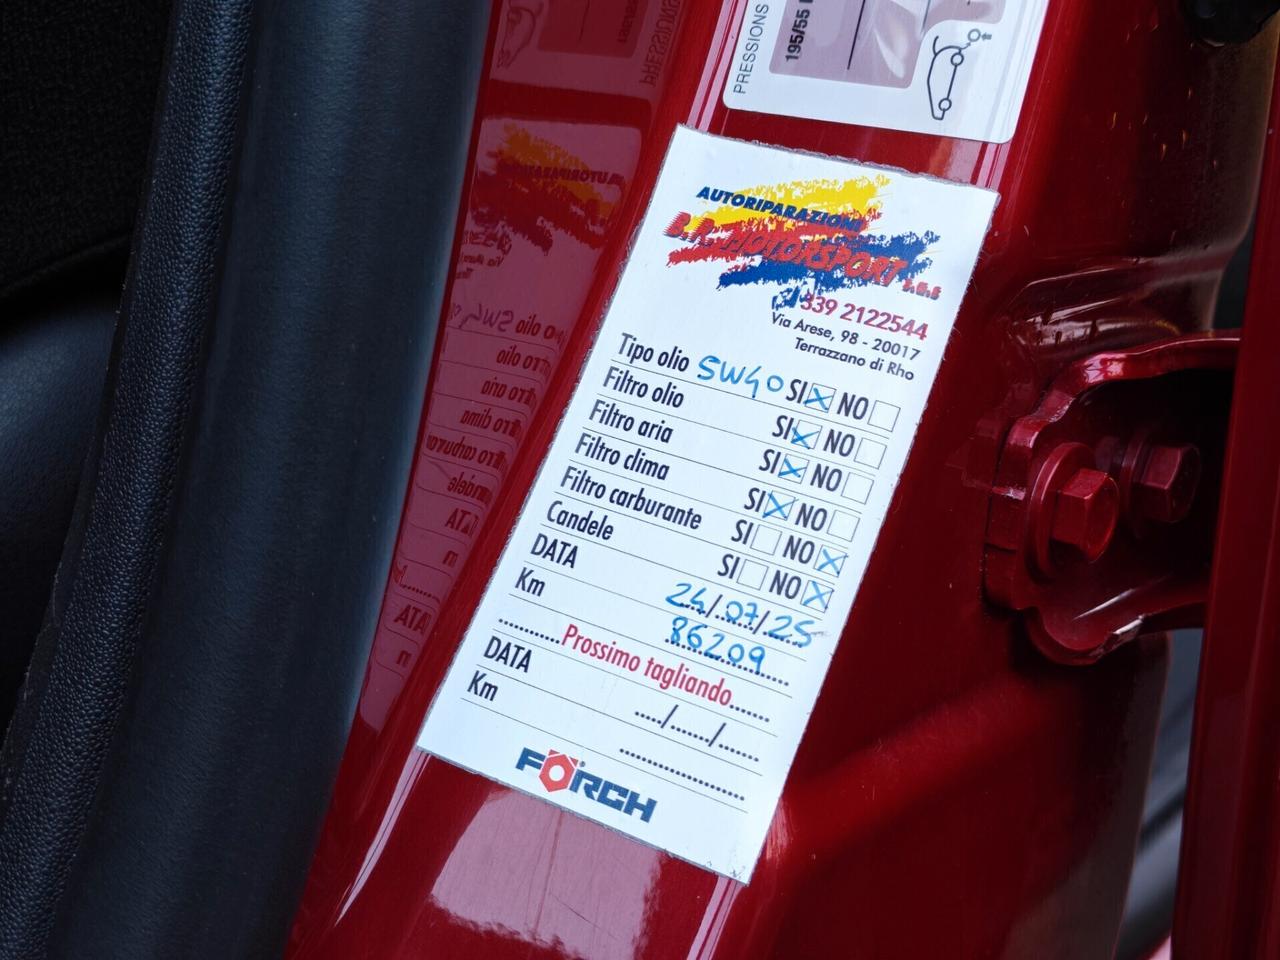 PRESSIONS
195/55
AUTORIPARAZIONI
B.R. MOTORSPORT s.a.s
339 2122544
Via Arese, 98 - 20017
Terrazzano di Rho
Tipo olio 5W40 SI☒ NO☐
Filtro olio SI☒ NO☐
Filtro aria SI☒ NO☐
Filtro clima SI☒ NO☐
Filtro carburante SI☐ NO☒
Candele SI☐ NO☒
DATA 24/07/25
Km 86209
...........Prossimo tagliando.......
DATA ...../......./......
Km ......................
FÖRCH